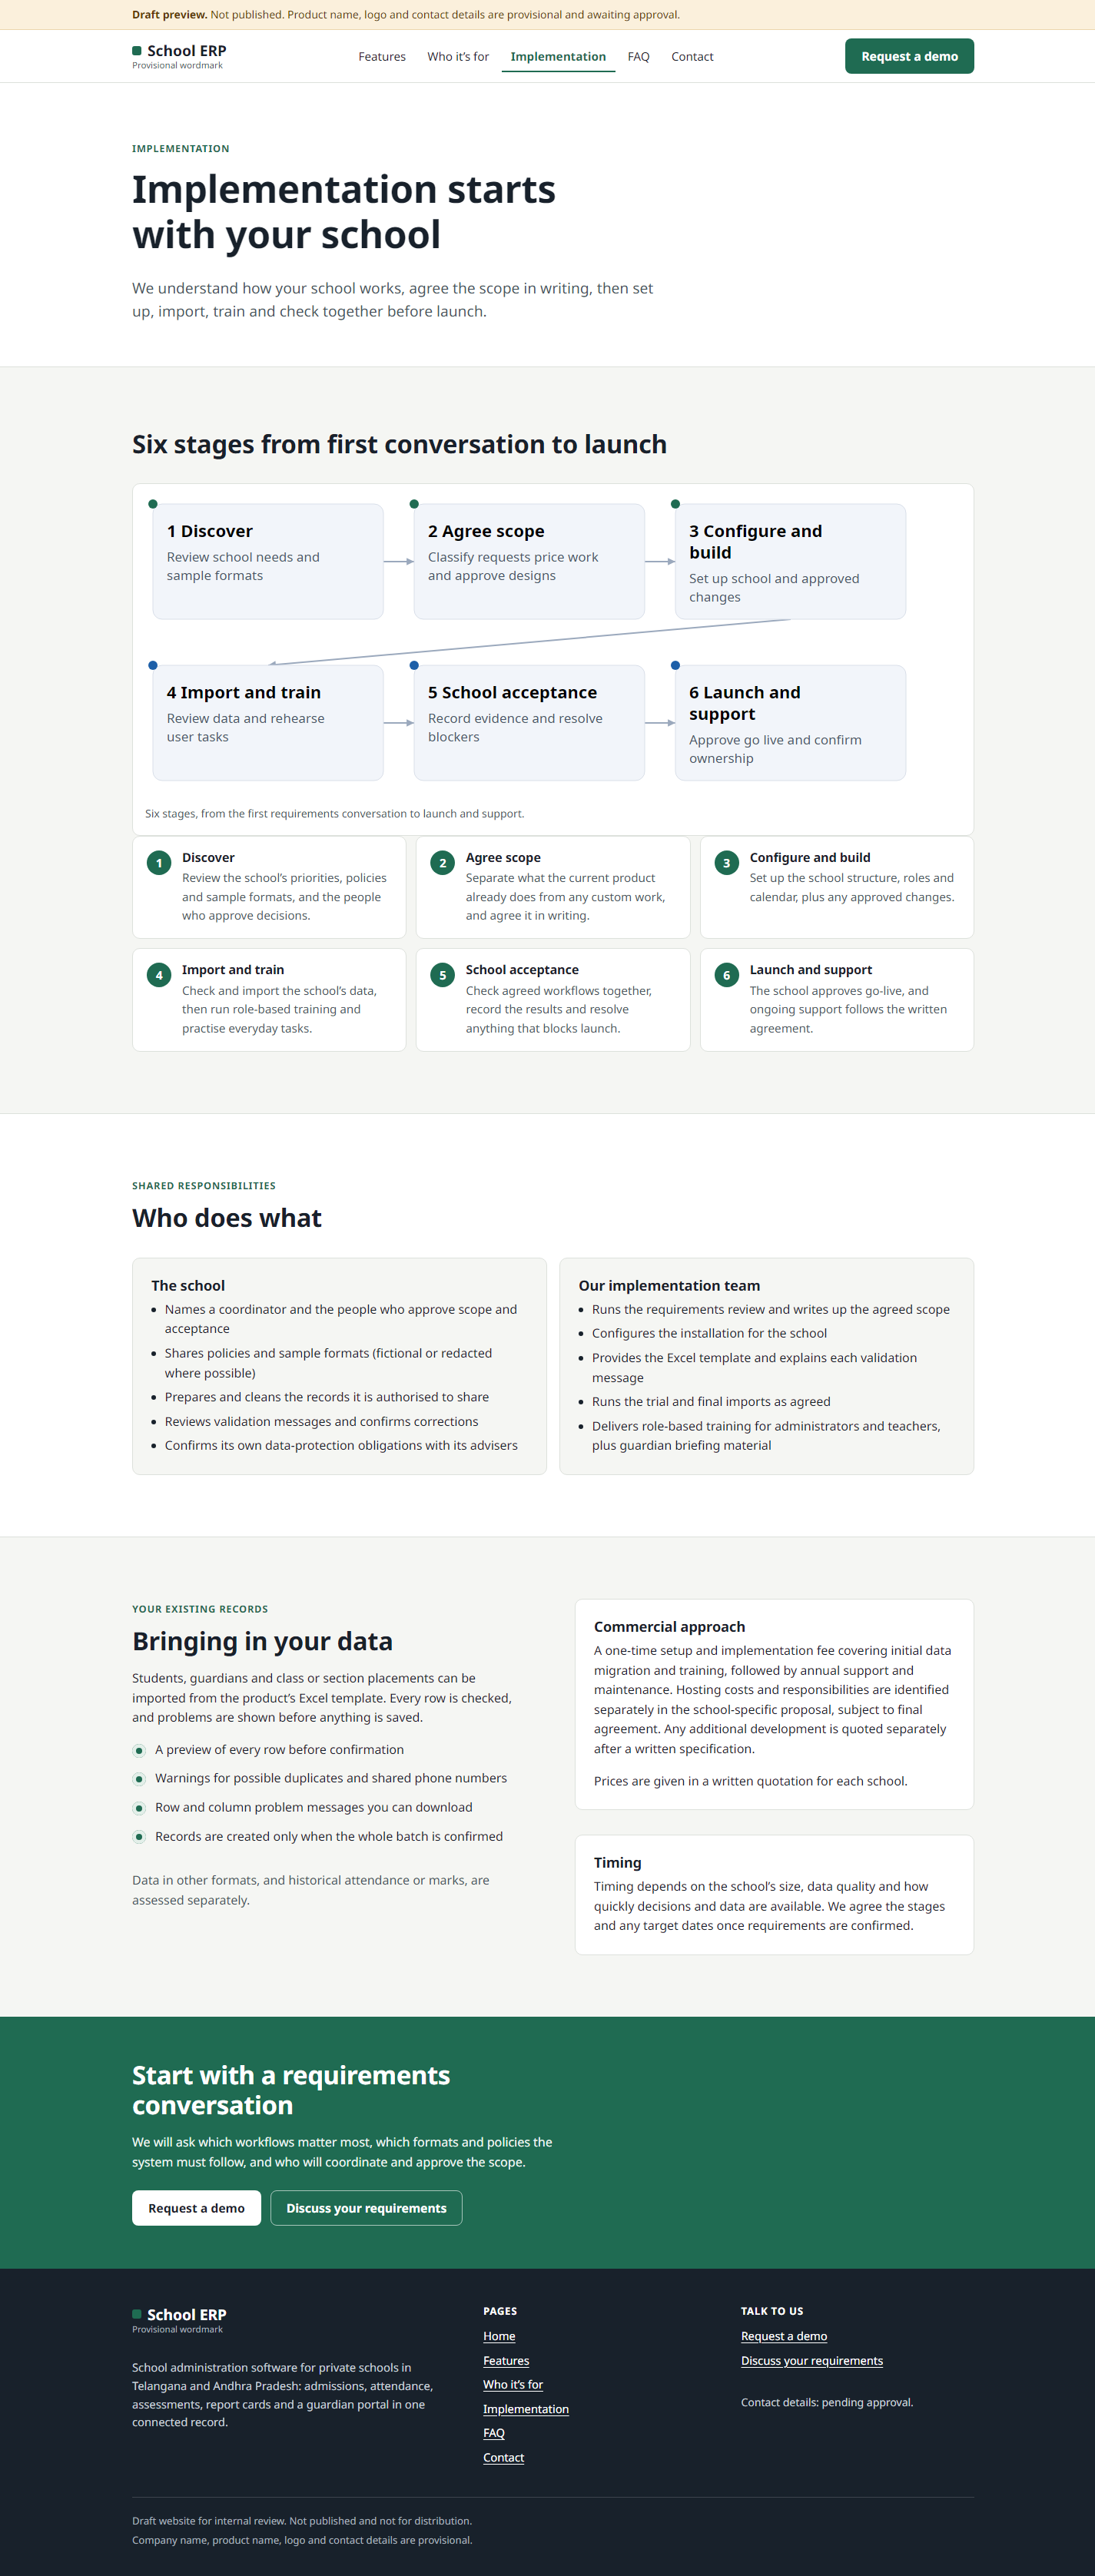 Draft preview. Not published. Product name, logo and contact details are provisional and awaiting approval.
School ERP
Provisional wordmark
Features
Who it’s for
Implementation
FAQ
Contact
Request a demo
IMPLEMENTATION
Implementation starts
with your school
We understand how your school works, agree the scope in writing, then set
up, import, train and check together before launch.
Six stages from first conversation to launch
1 Discover
Review school needs and
sample formats
2 Agree scope
Classify requests price work
and approve designs
3 Configure and
build
Set up school and approved
changes
4 Import and train
Review data and rehearse
user tasks
5 School acceptance
Record evidence and resolve
blockers
6 Launch and
support
Approve go live and confirm
ownership
Six stages, from the first requirements conversation to launch and support.
1
Discover
Review the school’s priorities, policies
and sample formats, and the people
who approve decisions.
2
Agree scope
Separate what the current product
already does from any custom work,
and agree it in writing.
3
Configure and build
Set up the school structure, roles and
calendar, plus any approved changes.
4
Import and train
Check and import the school’s data,
then run role-based training and
practise everyday tasks.
5
School acceptance
Check agreed workflows together,
record the results and resolve
anything that blocks launch.
6
Launch and support
The school approves go-live, and
ongoing support follows the written
agreement.
SHARED RESPONSIBILITIES
Who does what
The school
Names a coordinator and the people who approve scope and
acceptance
Shares policies and sample formats (fictional or redacted
where possible)
Prepares and cleans the records it is authorised to share
Reviews validation messages and confirms corrections
Confirms its own data-protection obligations with its advisers
Our implementation team
Runs the requirements review and writes up the agreed scope
Configures the installation for the school
Provides the Excel template and explains each validation
message
Runs the trial and final imports as agreed
Delivers role-based training for administrators and teachers,
plus guardian briefing material
YOUR EXISTING RECORDS
Bringing in your data
Students, guardians and class or section placements can be
imported from the product’s Excel template. Every row is checked,
and problems are shown before anything is saved.
A preview of every row before confirmation
Warnings for possible duplicates and shared phone numbers
Row and column problem messages you can download
Records are created only when the whole batch is confirmed
Data in other formats, and historical attendance or marks, are
assessed separately.
Commercial approach
A one-time setup and implementation fee covering initial data
migration and training, followed by annual support and
maintenance. Hosting costs and responsibilities are identified
separately in the school-specific proposal, subject to final
agreement. Any additional development is quoted separately
after a written specification.
Prices are given in a written quotation for each school.
Timing
Timing depends on the school’s size, data quality and how
quickly decisions and data are available. We agree the stages
and any target dates once requirements are confirmed.
Start with a requirements
conversation
We will ask which workflows matter most, which formats and policies the
system must follow, and who will coordinate and approve the scope.
Request a demo
Discuss your requirements
School ERP
Provisional wordmark
School administration software for private schools in
Telangana and Andhra Pradesh: admissions, attendance,
assessments, report cards and a guardian portal in one
connected record.
PAGES
Home
Features
Who it’s for
Implementation
FAQ
Contact
TALK TO US
Request a demo
Discuss your requirements
Contact details: pending approval.
Draft website for internal review. Not published and not for distribution.
Company name, product name, logo and contact details are provisional.